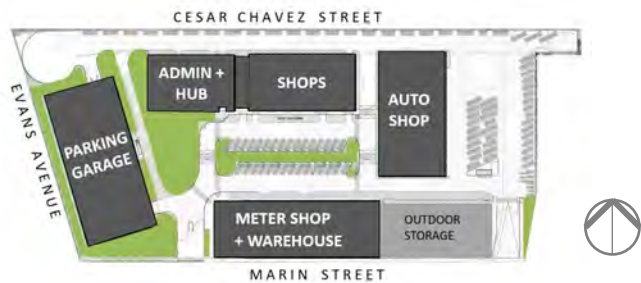 CESAR CHAVEZ STREET
ADMIN +
HUB
SHOPS
AUTO
SHOP
EVANS AVENUE
PARKING
GARAGE
METER SHOP
+ WAREHOUSE
OUTDOOR
STORAGE
MARIN STREET